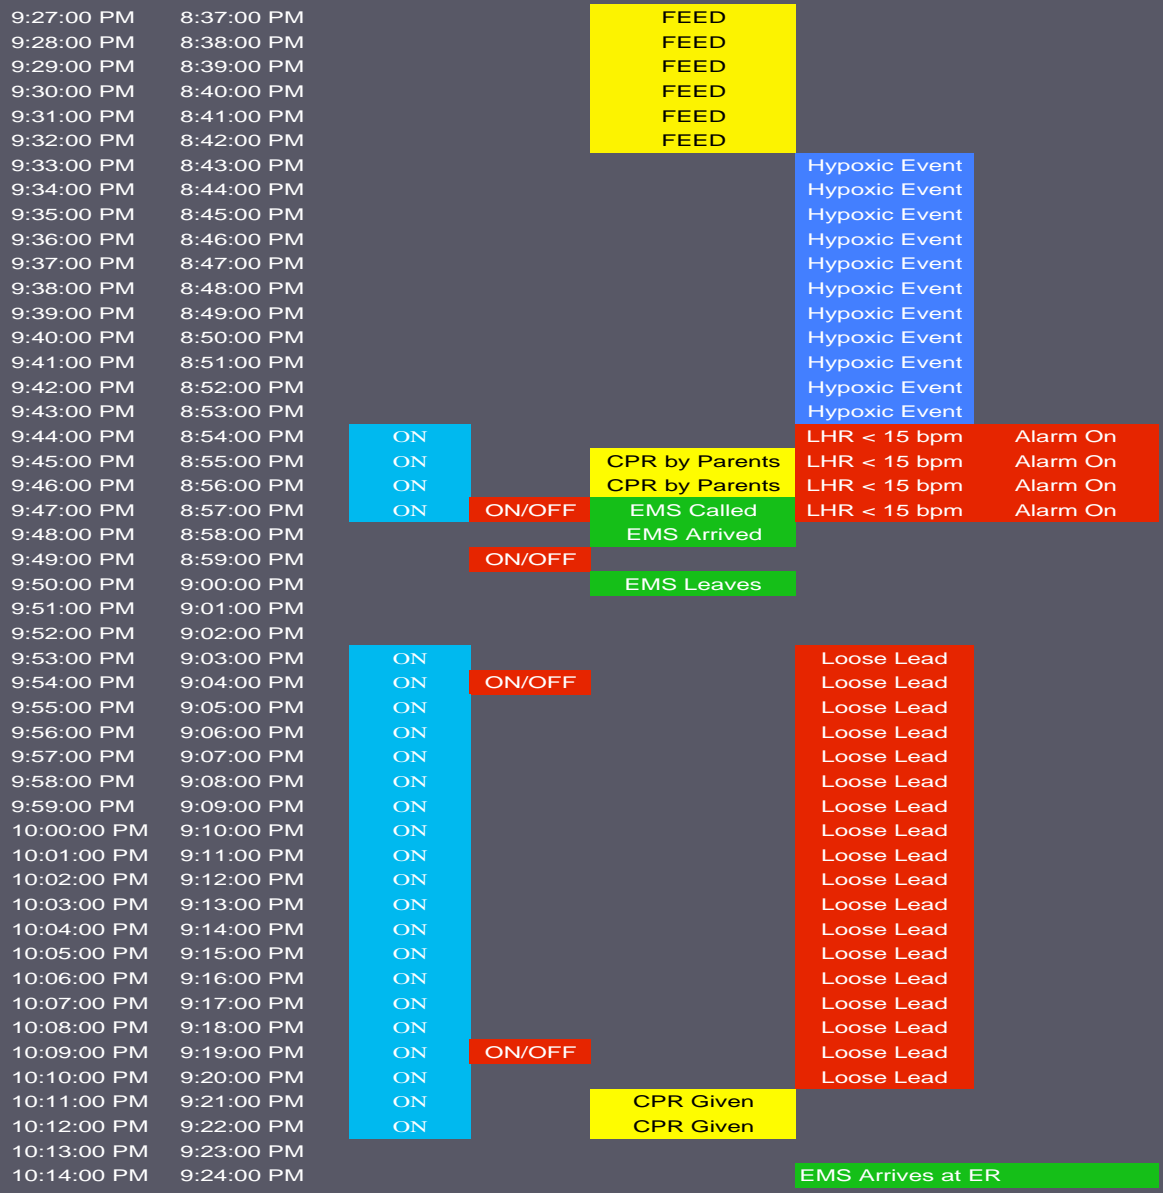 9:27:00 PM 8:37:00 PM FEED
9:28:00 PM 8:38:00 PM FEED
9:29:00 PM 8:39:00 PM FEED
9:30:00 PM 8:40:00 PM FEED
9:31:00 PM 8:41:00 PM FEED
9:32:00 PM 8:42:00 PM FEED
9:33:00 PM 8:43:00 PM Hypoxic Event
9:34:00 PM 8:44:00 PM Hypoxic Event
9:35:00 PM 8:45:00 PM Hypoxic Event
9:36:00 PM 8:46:00 PM Hypoxic Event
9:37:00 PM 8:47:00 PM Hypoxic Event
9:38:00 PM 8:48:00 PM Hypoxic Event
9:39:00 PM 8:49:00 PM Hypoxic Event
9:40:00 PM 8:50:00 PM Hypoxic Event
9:41:00 PM 8:51:00 PM Hypoxic Event
9:42:00 PM 8:52:00 PM Hypoxic Event
9:43:00 PM 8:53:00 PM Hypoxic Event
9:44:00 PM 8:54:00 PM ON LHR < 15 bpm Alarm On
9:45:00 PM 8:55:00 PM ON CPR by Parents LHR < 15 bpm Alarm On
9:46:00 PM 8:56:00 PM ON CPR by Parents LHR < 15 bpm Alarm On
9:47:00 PM 8:57:00 PM ON ON/OFF EMS Called LHR < 15 bpm Alarm On
9:48:00 PM 8:58:00 PM EMS Arrived
9:49:00 PM 8:59:00 PM ON/OFF
9:50:00 PM 9:00:00 PM EMS Leaves
9:51:00 PM 9:01:00 PM
9:52:00 PM 9:02:00 PM
9:53:00 PM 9:03:00 PM ON Loose Lead
9:54:00 PM 9:04:00 PM ON ON/OFF Loose Lead
9:55:00 PM 9:05:00 PM ON Loose Lead
9:56:00 PM 9:06:00 PM ON Loose Lead
9:57:00 PM 9:07:00 PM ON Loose Lead
9:58:00 PM 9:08:00 PM ON Loose Lead
9:59:00 PM 9:09:00 PM ON Loose Lead
10:00:00 PM 9:10:00 PM ON Loose Lead
10:01:00 PM 9:11:00 PM ON Loose Lead
10:02:00 PM 9:12:00 PM ON Loose Lead
10:03:00 PM 9:13:00 PM ON Loose Lead
10:04:00 PM 9:14:00 PM ON Loose Lead
10:05:00 PM 9:15:00 PM ON Loose Lead
10:06:00 PM 9:16:00 PM ON Loose Lead
10:07:00 PM 9:17:00 PM ON Loose Lead
10:08:00 PM 9:18:00 PM ON Loose Lead
10:09:00 PM 9:19:00 PM ON ON/OFF Loose Lead
10:10:00 PM 9:20:00 PM ON Loose Lead
10:11:00 PM 9:21:00 PM ON CPR Given
10:12:00 PM 9:22:00 PM ON CPR Given
10:13:00 PM 9:23:00 PM
10:14:00 PM 9:24:00 PM EMS Arrives at ER